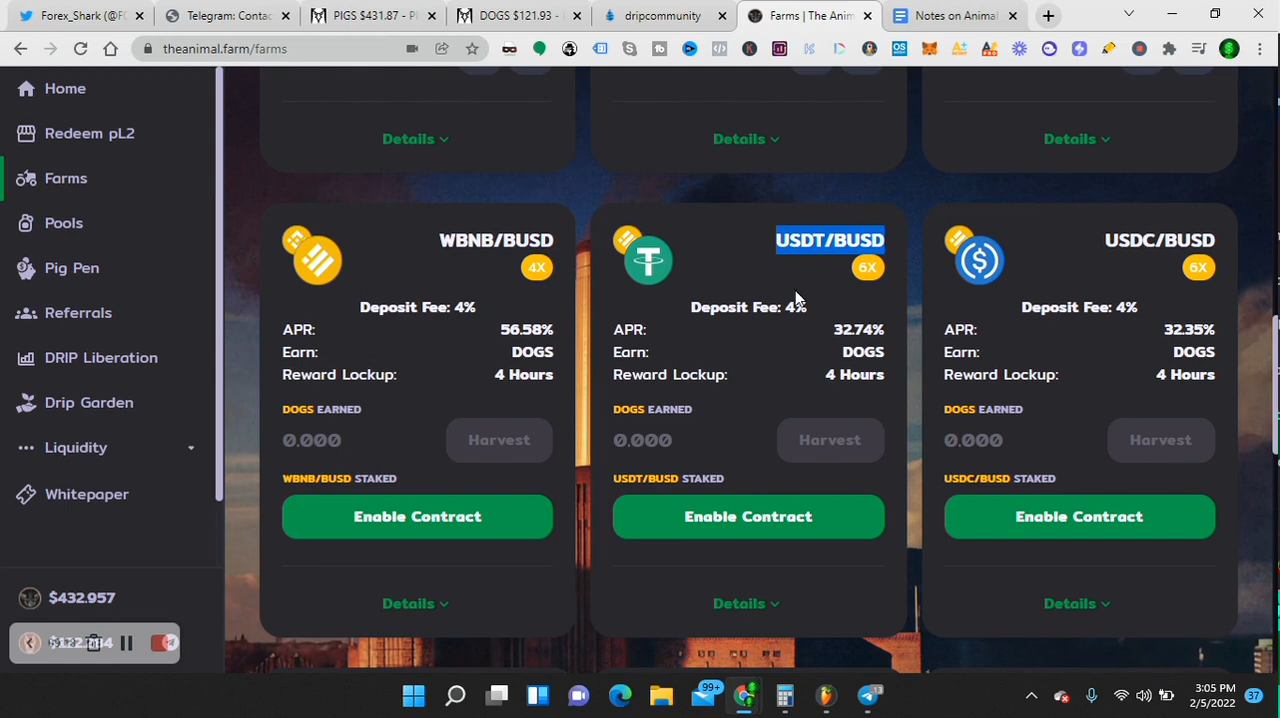 Forex_Shark (@F(
Telegram: Contac
PIGS $431.87 - P
DOGS $121.93 -
dripcommunity
Farms | The Anim
Notes on Animal
theanimal.farm/farms
Home
Redeem pL2
Farms
Pools
Pig Pen
Referrals
DRIP Liberation
Drip Garden
Liquidity
Whitepaper
$432.957
Details
Details
Details
WBNB/BUSD
4X
Deposit Fee: 4%
APR: 56.58%
Earn: DOGS
Reward Lockup: 4 Hours
DOGS EARNED
0.000
Harvest
WBNB/BUSD STAKED
Enable Contract
Details
USDT/BUSD
6X
Deposit Fee: 4%
APR: 32.74%
Earn: DOGS
Reward Lockup: 4 Hours
DOGS EARNED
0.000
Harvest
USDT/BUSD STAKED
Enable Contract
Details
USDC/BUSD
6X
Deposit Fee: 4%
APR: 32.35%
Earn: DOGS
Reward Lockup: 4 Hours
DOGS EARNED
0.000
Harvest
USDC/BUSD STAKED
Enable Contract
Details
99+
13
3:05 PM
2/5/2022
37